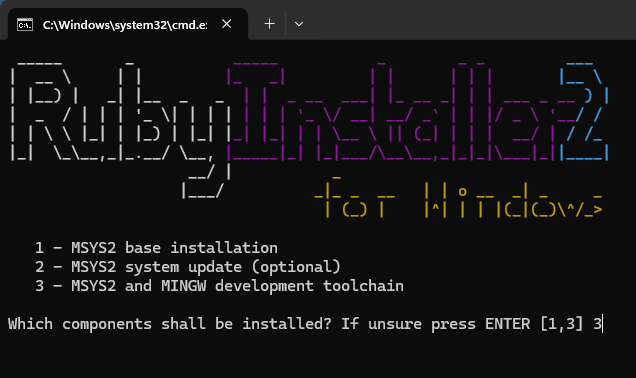 C:\Windows\system32\cmd.e
RubyInstaller2
for Windows
1 - MSYS2 base installation
2 - MSYS2 system update (optional)
3 - MSYS2 and MINGW development toolchain
Which components shall be installed? If unsure press ENTER [1,3] 3